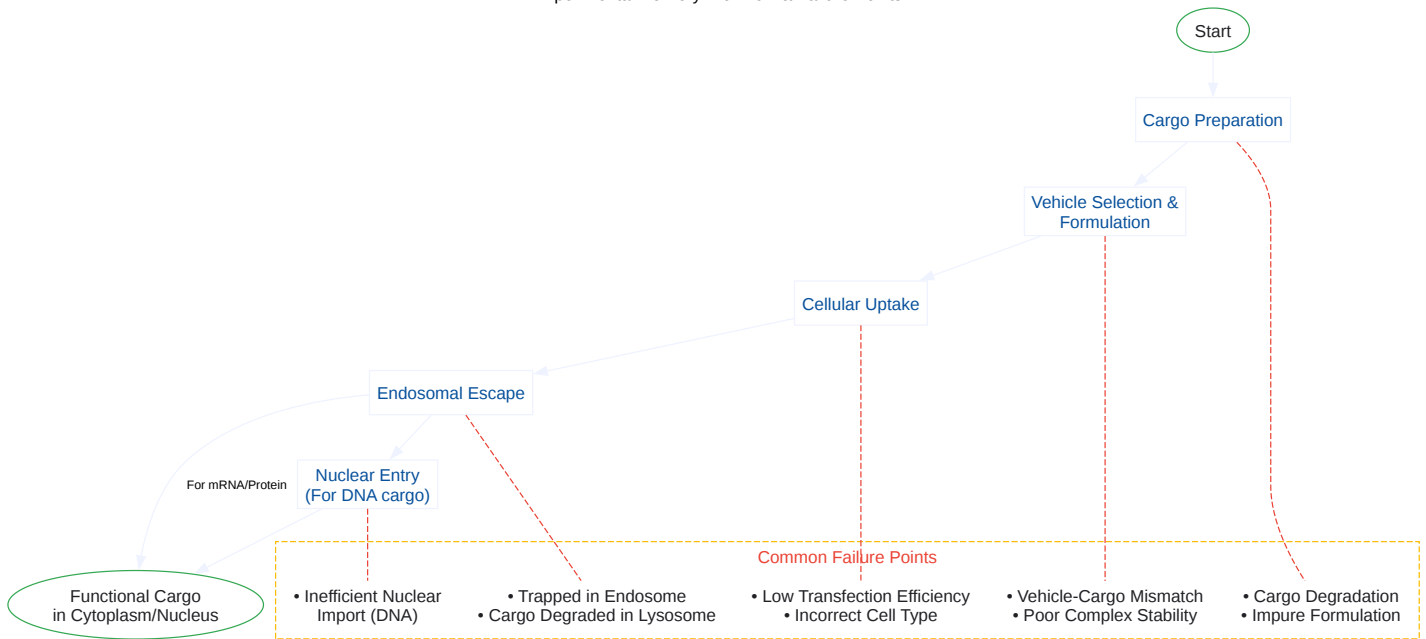 Start
Cargo Preparation
Vehicle Selection &
Formulation
Cellular Uptake
Endosomal Escape
Nuclear Entry
(For DNA cargo)
For mRNA/Protein
Common Failure Points
Functional Cargo
in Cytoplasm/Nucleus
• Inefficient Nuclear
Import (DNA)
• Trapped in Endosome
• Cargo Degraded in Lysosome
• Low Transfection Efficiency
• Incorrect Cell Type
• Vehicle-Cargo Mismatch
• Poor Complex Stability
• Cargo Degradation
• Impure Formulation